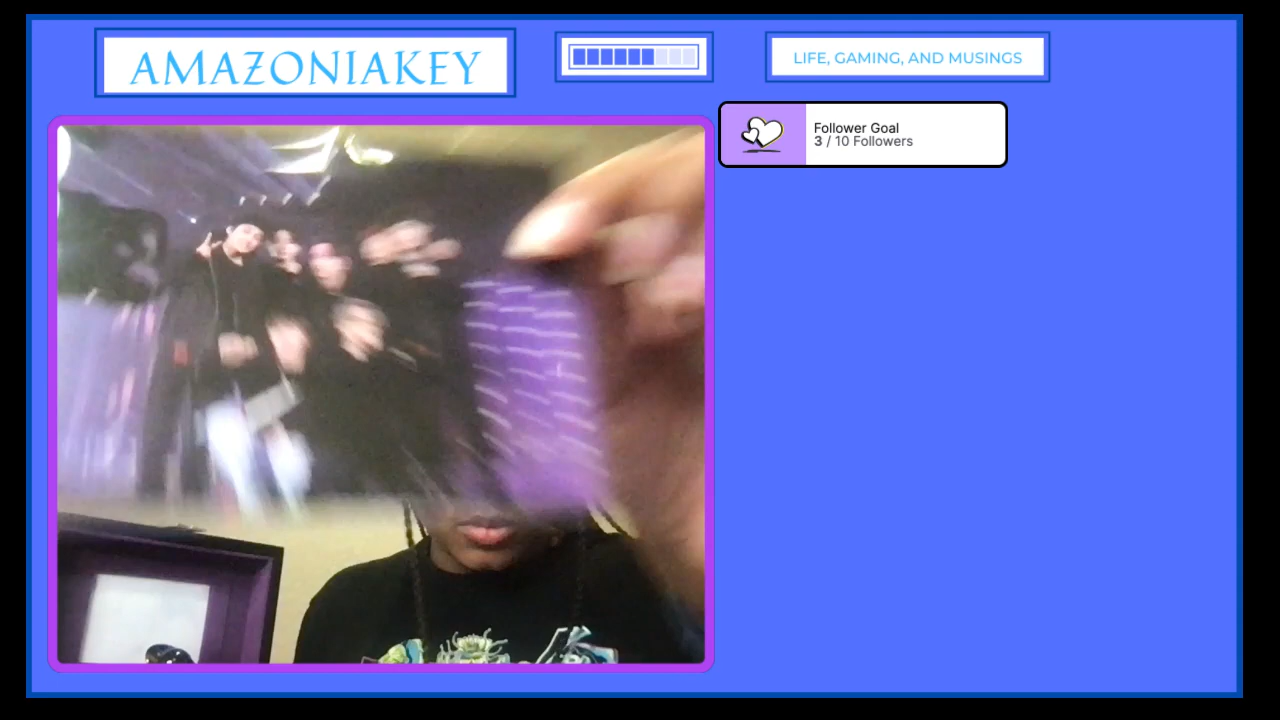 AMAZONIAKEY
LIFE, GAMING, AND MUSINGS
Follower Goal
3 / 10 Followers